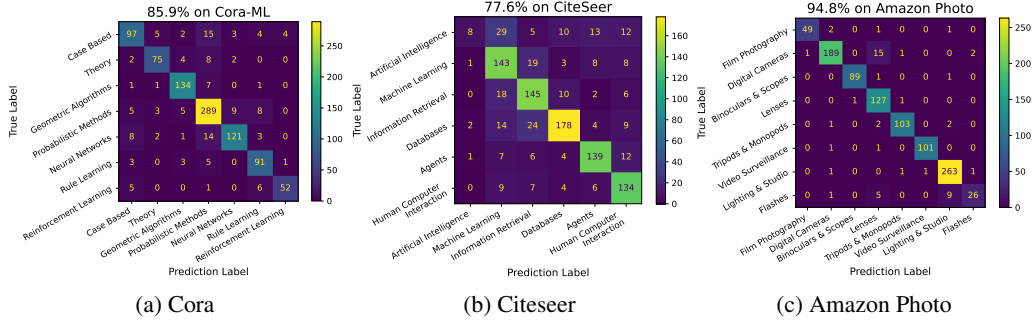 85.9% on Cora-ML
True Label
Case Based
Theory
Geometric Algorithms
Probabilistic Methods
Neural Networks
Rule Learning
Reinforcement Learning
97 5 2 15 3 4 4
2 75 4 8 2 0 0
1 1 134 4 0 1 0
5 3 5 289 9 8 0
8 2 1 14 121 3 0
3 0 3 5 0 91 1
5 0 0 1 0 6 52
Case Based
Theory
Geometric Algorithms
Probabilistic Methods
Neural Networks
Rule Learning
Reinforcement Learning
Prediction Label
250
200
150
100
50
0
(a) Cora
77.6% on CiteSeer
True Label
Artificial Intelligence
Machine Learning
Information Retrieval
Databases
Agents
Human Computer
Interaction
8 29 5 10 13 12
1 143 19 3 8 8
0 18 145 10 2 6
2 14 24 178 4 9
1 7 6 4 139 12
0 9 7 4 6 134
Artificial Intelligence
Machine Learning
Information Retrieval
Databases
Agents
Human Computer
Interaction
Prediction Label
160
140
120
100
80
60
40
20
0
(b) Citeseer
94.8% on Amazon Photo
True Label
Film Photography
Digital Cameras
Binoculars & Scopes
Lenses
Tripods & Monopods
Video Surveillance
Lighting & Studio
Flashes
49 2 0 1 0 0 1 0
1 189 0 15 1 0 0 2
0 0 89 1 0 0 1 0
0 0 1 127 1 0 0 0
0 1 0 2 103 0 2 0
0 1 0 0 0 101 0 0
0 1 0 2 1 0 263 1
0 1 0 5 0 0 9 26
Film Photography
Digital Cameras
Binoculars & Scopes
Lenses
Tripods & Monopods
Video Surveillance
Lighting & Studio
Flashes
Prediction Label
250
200
150
100
50
0
(c) Amazon Photo